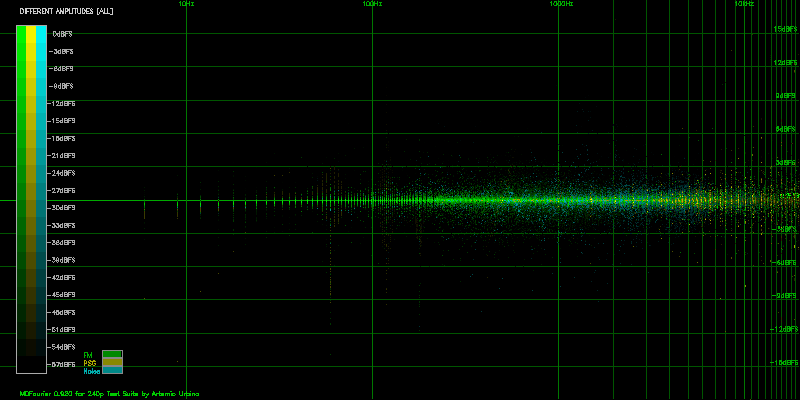 10Hz 100Hz 1000Hz 10kHz
DIFFERENT AMPLITUDES [ALL]
0dBFS
-3dBFS
-6dBFS
-9dBFS
-12dBFS
-15dBFS
-18dBFS
-21dBFS
-24dBFS
-27dBFS
-30dBFS
-33dBFS
-36dBFS
-39dBFS
-42dBFS
-45dBFS
-48dBFS
-51dBFS
-54dBFS
-57dBFS
15dBFS
12dBFS
9dBFS
6dBFS
3dBFS
-3dBFS
-6dBFS
-9dBFS
-12dBFS
-15dBFS
FM
PSG
Noise
MDFourier 0.930 for 240p Test Suite by Artemio Urbina